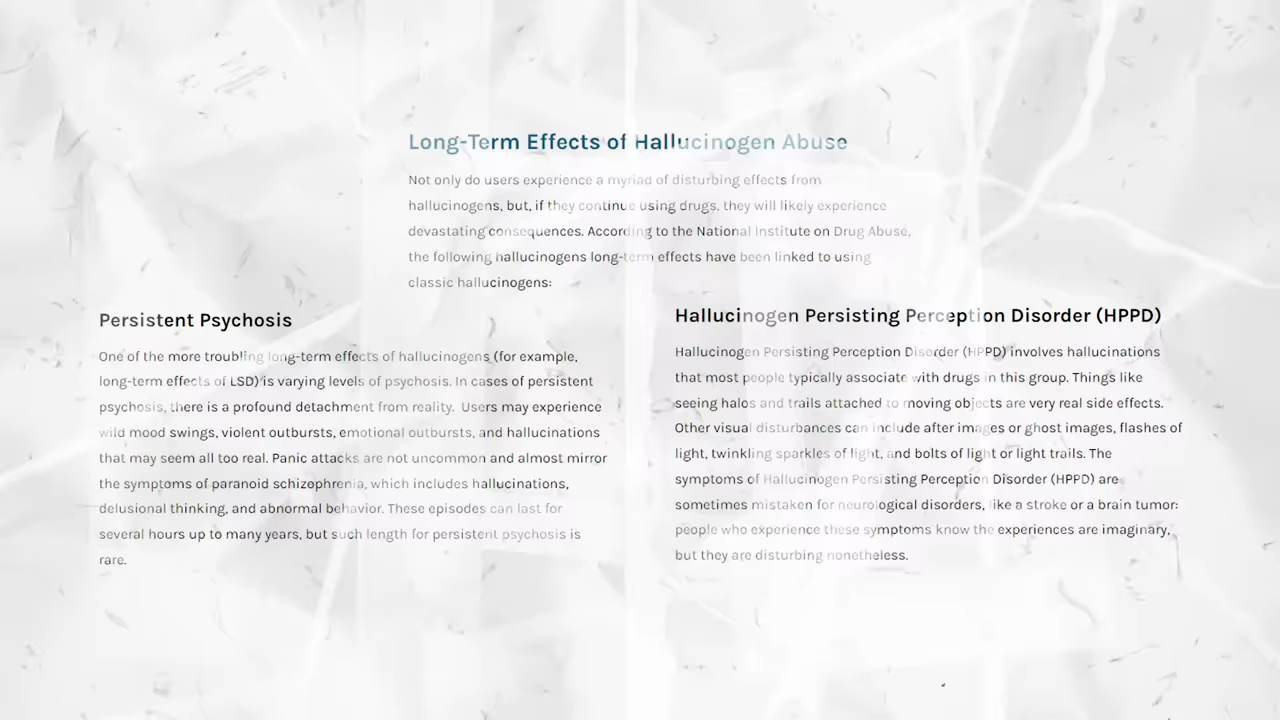 Long-Term Effects of Hallucinogen Abuse
Not only do users experience a myriad of disturbing effects from
hallucinogens, but, if they continue using drugs, they will likely experience
devastating consequences. According to the National Institute on Drug Abuse,
the following hallucinogens long-term effects have been linked to using
classic hallucinogens:
Persistent Psychosis
One of the more troubling long-term effects of hallucinogens (for example,
long-term effects of LSD) is varying levels of psychosis. In cases of persistent
psychosis, there is a profound detachment from reality. Users may experience
wild mood swings, violent outbursts, emotional outbursts, and hallucinations
that may seem all too real. Panic attacks are not uncommon and almost mirror
the symptoms of paranoid schizophrenia, which includes hallucinations,
delusional thinking, and abnormal behavior. These episodes can last for
several hours up to many years, but such length for persistent psychosis is
rare.
Hallucinogen Persisting Perception Disorder (HPPD)
Hallucinogen Persisting Perception Disorder (HPPD) involves hallucinations
that most people typically associate with drugs in this group. Things like
seeing halos and trails attached to moving objects are very real side effects.
Other visual disturbances can include after images or ghost images, flashes of
light, twinkling sparkles of light, and bolts of light or light trails. The
symptoms of Hallucinogen Persisting Perception Disorder (HPPD) are
sometimes mistaken for neurological disorders, like a stroke or a brain tumor:
people who experience these symptoms know the experiences are imaginary,
but they are disturbing nonetheless.